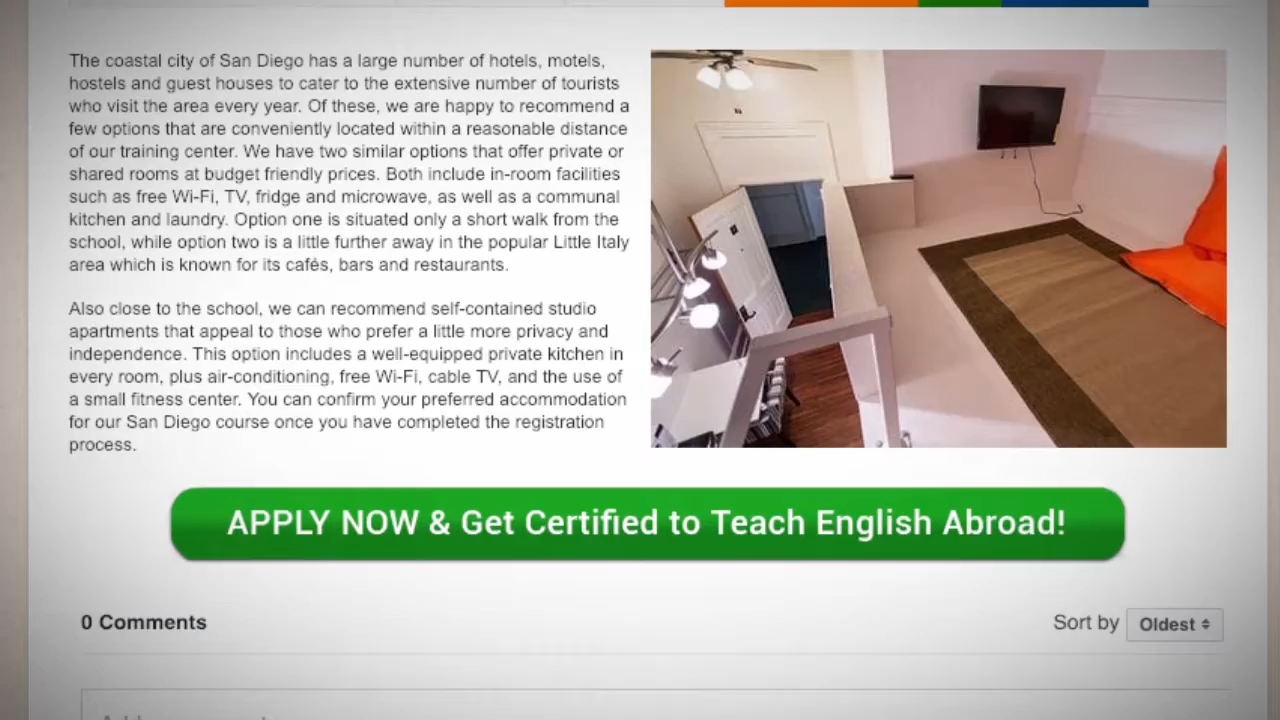 The coastal city of San Diego has a large number of hotels, motels,
hostels and guest houses to cater to the extensive number of tourists
who visit the area every year. Of these, we are happy to recommend a
few options that are conveniently located within a reasonable distance
of our training center. We have two similar options that offer private or
shared rooms at budget friendly prices. Both include in-room facilities
such as free Wi-Fi, TV, fridge and microwave, as well as a communal
kitchen and laundry. Option one is situated only a short walk from the
school, while option two is a little further away in the popular Little Italy
area which is known for its cafés, bars and restaurants.
Also close to the school, we can recommend self-contained studio
apartments that appeal to those who prefer a little more privacy and
independence. This option includes a well-equipped private kitchen in
every room, plus air-conditioning, free Wi-Fi, cable TV, and the use of
a small fitness center. You can confirm your preferred accommodation
for our San Diego course once you have completed the registration
process.
APPLY NOW & Get Certified to Teach English Abroad!
0 Comments
Sort by Oldest